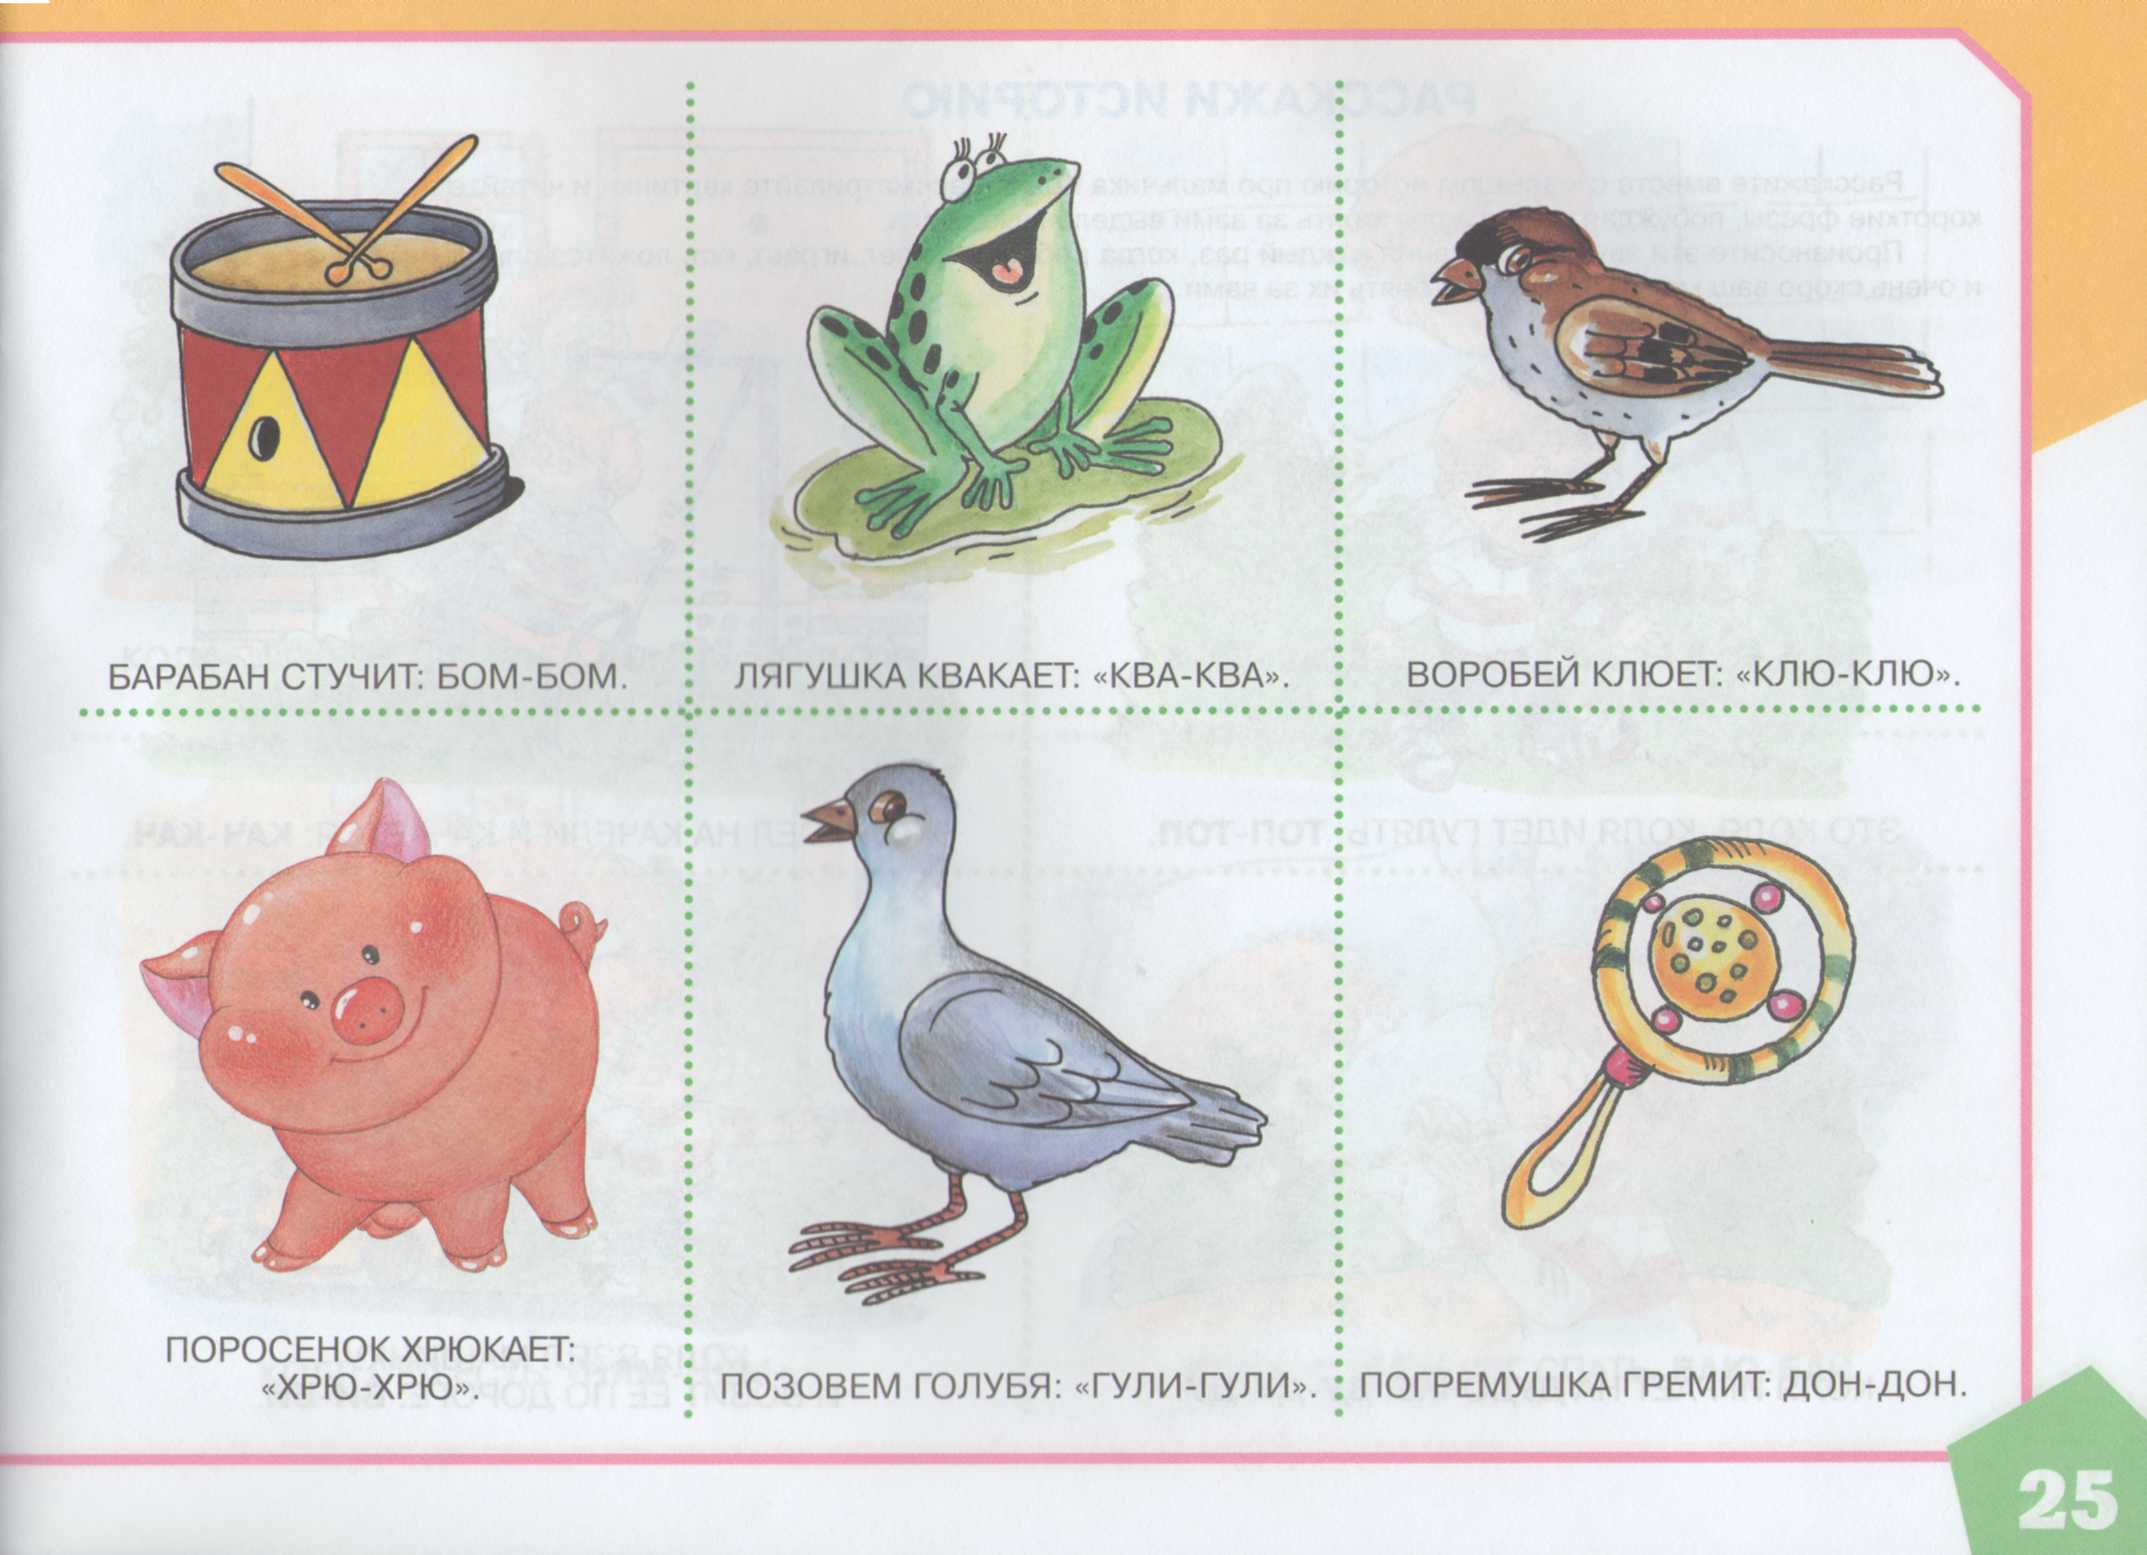 БАРАБАН СТУЧИТ: БОМ-БОМ.
ЛЯГУШКА КВАКАЕТ: «КВА-КВА».
ВОРОБЕЙ КЛЮЕТ: «КЛЮ-КЛЮ».
ПОРОСЕНОК ХРЮКАЕТ:
«ХРЮ-ХРЮ».
ПОЗОВЕМ ГОЛУБЯ: «ГУЛИ-ГУЛИ».
ПОГРЕМУШКА ГРЕМИТ: ДОН-ДОН.
25